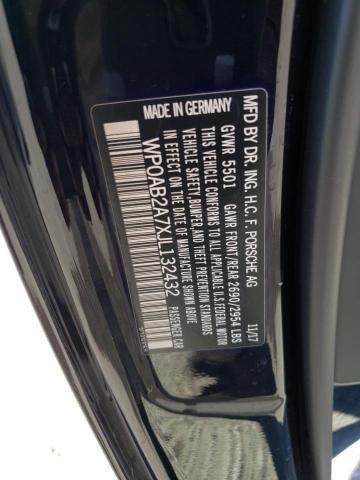 MFD BY DR. ING. H.C. F. PORSCHE AG
MADE IN GERMANY 11/17
GVWR 5501 GAWR FRONT/REAR 2690/2954 LBS
THIS VEHICLE CONFORMS TO ALL APPLICABLE U.S. FEDERAL MOTOR
VEHICLE SAFETY, BUMPER, AND THEFT PREVENTION STANDARDS
IN EFFECT ON THE DATE OF MANUFACTURE SHOWN ABOVE.
WP0AB2A7XJL132432 PASSENGER CAR